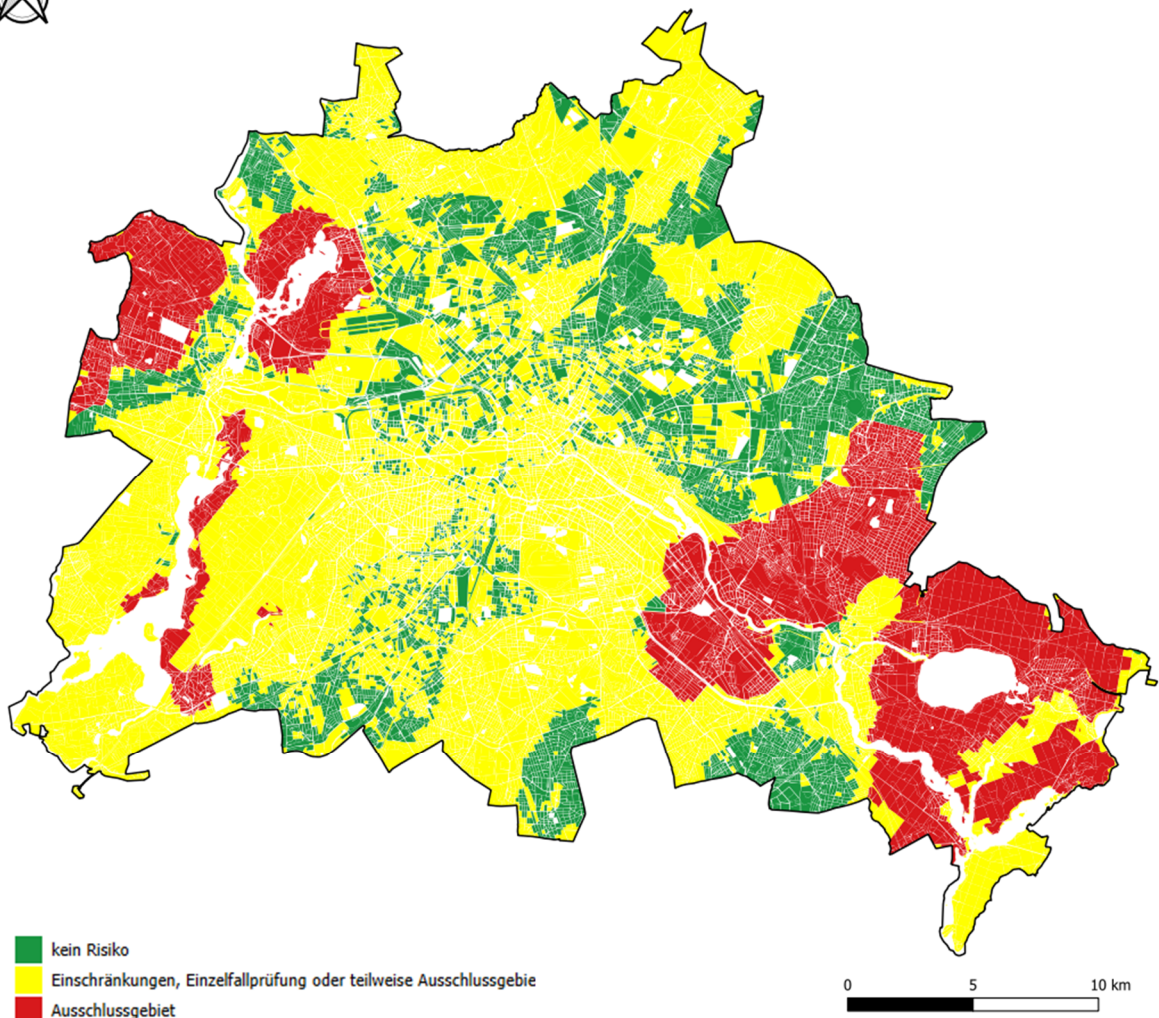 kein Risiko
Einschränkungen, Einzelfallprüfung oder teilweise Ausschlussgebie
Ausschlussgebiet
0 5 10 km